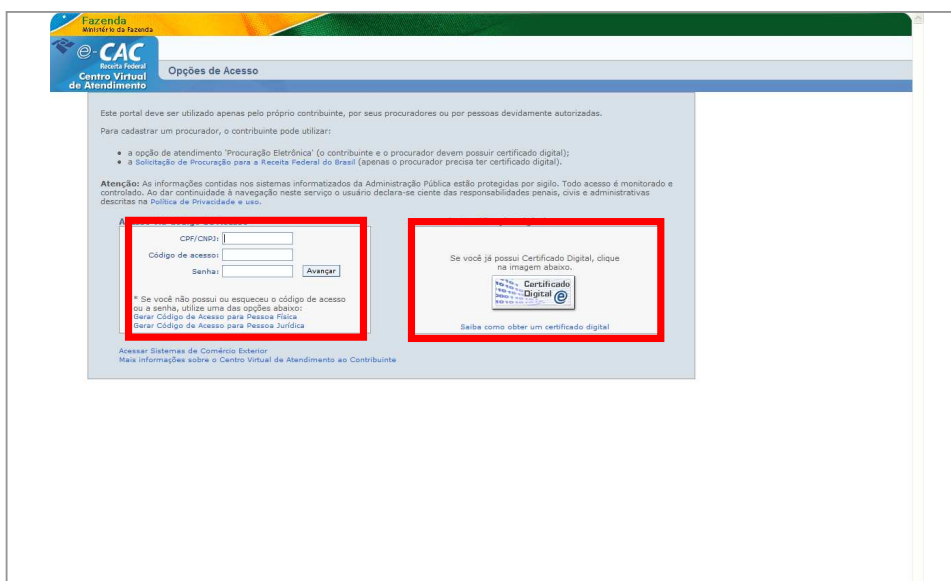 Fazenda
Ministério da Fazenda
e-CAC
Receita Federal
Centro Virtual
de Atendimento
Opções de Acesso
Este portal deve ser utilizado apenas pelo próprio contribuinte, por seus procuradores ou por pessoas devidamente autorizadas.
Para cadastrar um procurador, o contribuinte pode utilizar:
• a opção de atendimento 'Procuração Eletrônica' (o contribuinte e o procurador devem possuir certificado digital);
• a Solicitação de Procuração para a Receita Federal do Brasil (apenas o procurador precisa ter certificado digital).
Atenção: As informações contidas nos sistemas informatizados da Administração Pública estão protegidas por sigilo. Todo acesso é monitorado e
controlado. Ao dar continuidade à navegação neste serviço o usuário declara-se ciente das responsabilidades penais, civis e administrativas
descritas na Política de Privacidade e uso.
CPF/CNPJ:
Código de acesso:
Senha:
Avançar
* Se você não possui ou esqueceu o código de acesso
ou a senha, utilize uma das opções abaixo:
Gerar Código de Acesso para Pessoa Física
Gerar Código de Acesso para Pessoa Jurídica
Se você já possui Certificado Digital, clique
na imagem abaixo.
Certificado
Digital e
Saiba como obter um certificado digital
Acessar Sistemas de Comércio Exterior
Mais informações sobre o Centro Virtual de Atendimento ao Contribuinte